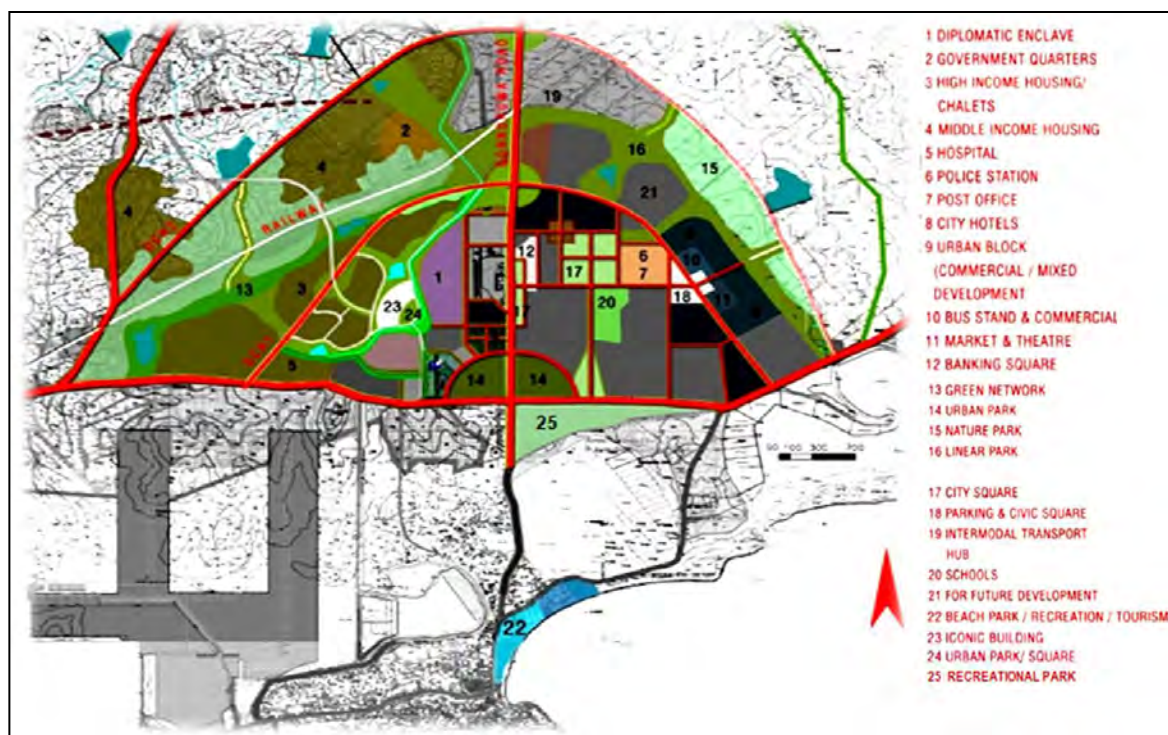 1 DIPLOMATIC ENCLAVE
2 GOVERNMENT QUARTERS
3 HIGH INCOME HOUSING/
CHALETS
4 MIDDLE INCOME HOUSING
5 HOSPITAL
6 POLICE STATION
7 POST OFFICE
8 CITY HOTELS
9 URBAN BLOCK
(COMMERCIAL / MIXED
DEVELOPMENT
10 BUS STAND & COMMERCIAL
11 MARKET & THEATRE
12 BANKING SQUARE
13 GREEN NETWORK
14 URBAN PARK
15 NATURE PARK
16 LINEAR PARK
17 CITY SQUARE
18 PARKING & CIVIC SQUARE
19 INTERMODAL TRANSPORT
HUB
20 SCHOOLS
21 FOR FUTURE DEVELOPMENT
22 BEACH PARK / RECREATION / TOURISM
23 ICONIC BUILDING
24 URBAN PARK/ SQUARE
25 RECREATIONAL PARK
19
2
16
4
15
21
4
RAILWAY
12
6
7
17
10
1
13
3
23
24
20
18
17
5
14
14
25
22